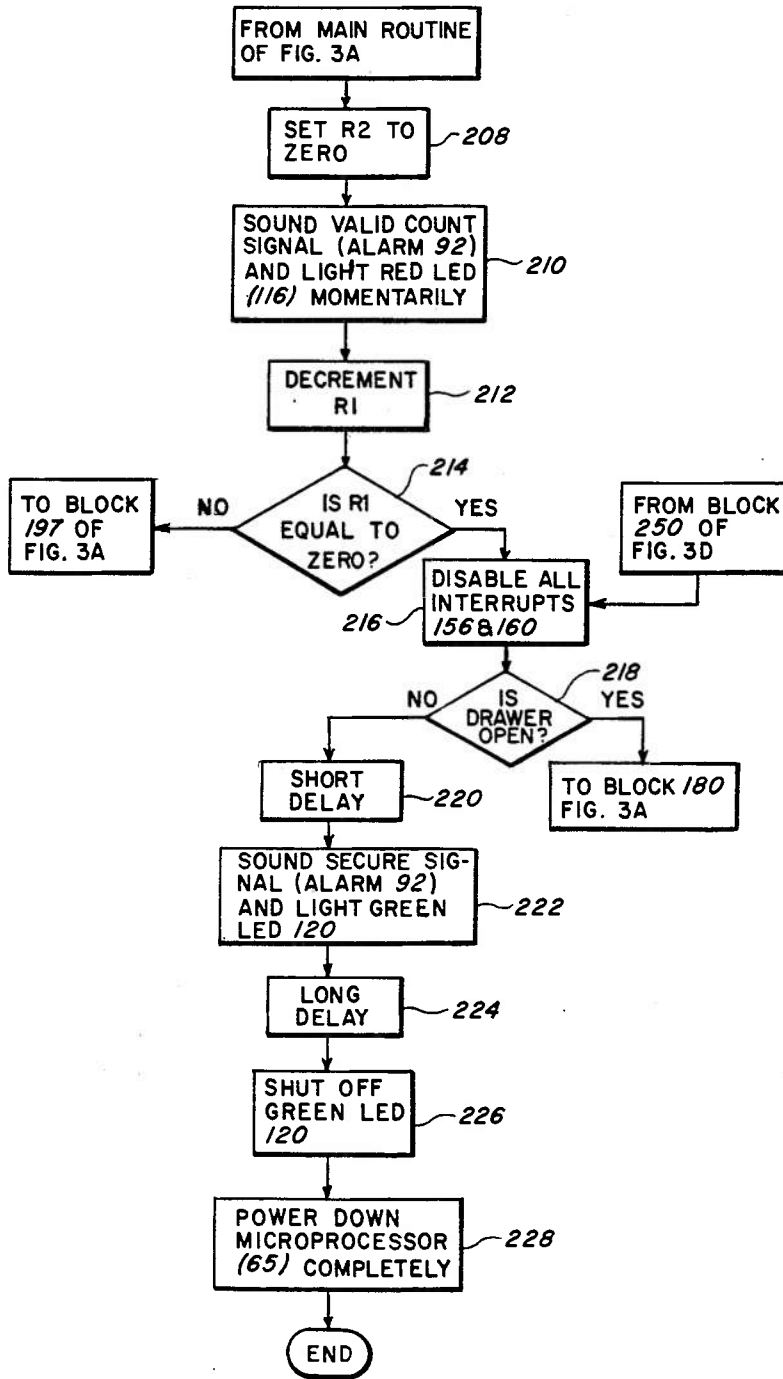 FROM MAIN ROUTINE
OF FIG. 3A
SET R2 TO
ZERO
208
SOUND VALID COUNT
SIGNAL (ALARM 92)
AND LIGHT RED LED
(116) MOMENTARILY
210
DECREMENT
R1
212
214
TO BLOCK
197 OF
FIG. 3A
NO
IS R1
EQUAL TO
ZERO?
YES
FROM BLOCK
250 OF
FIG. 3D
DISABLE ALL
INTERRUPTS
156 & 160
216
218
NO
IS
DRAWER
OPEN?
YES
SHORT
DELAY
220
TO BLOCK 180
FIG. 3A
SOUND SECURE SIG-
NAL (ALARM 92)
AND LIGHT GREEN
LED 120
222
LONG
DELAY
224
SHUT OFF
GREEN LED
120
226
POWER DOWN
MICROPROCESSOR
(65) COMPLETELY
228
END